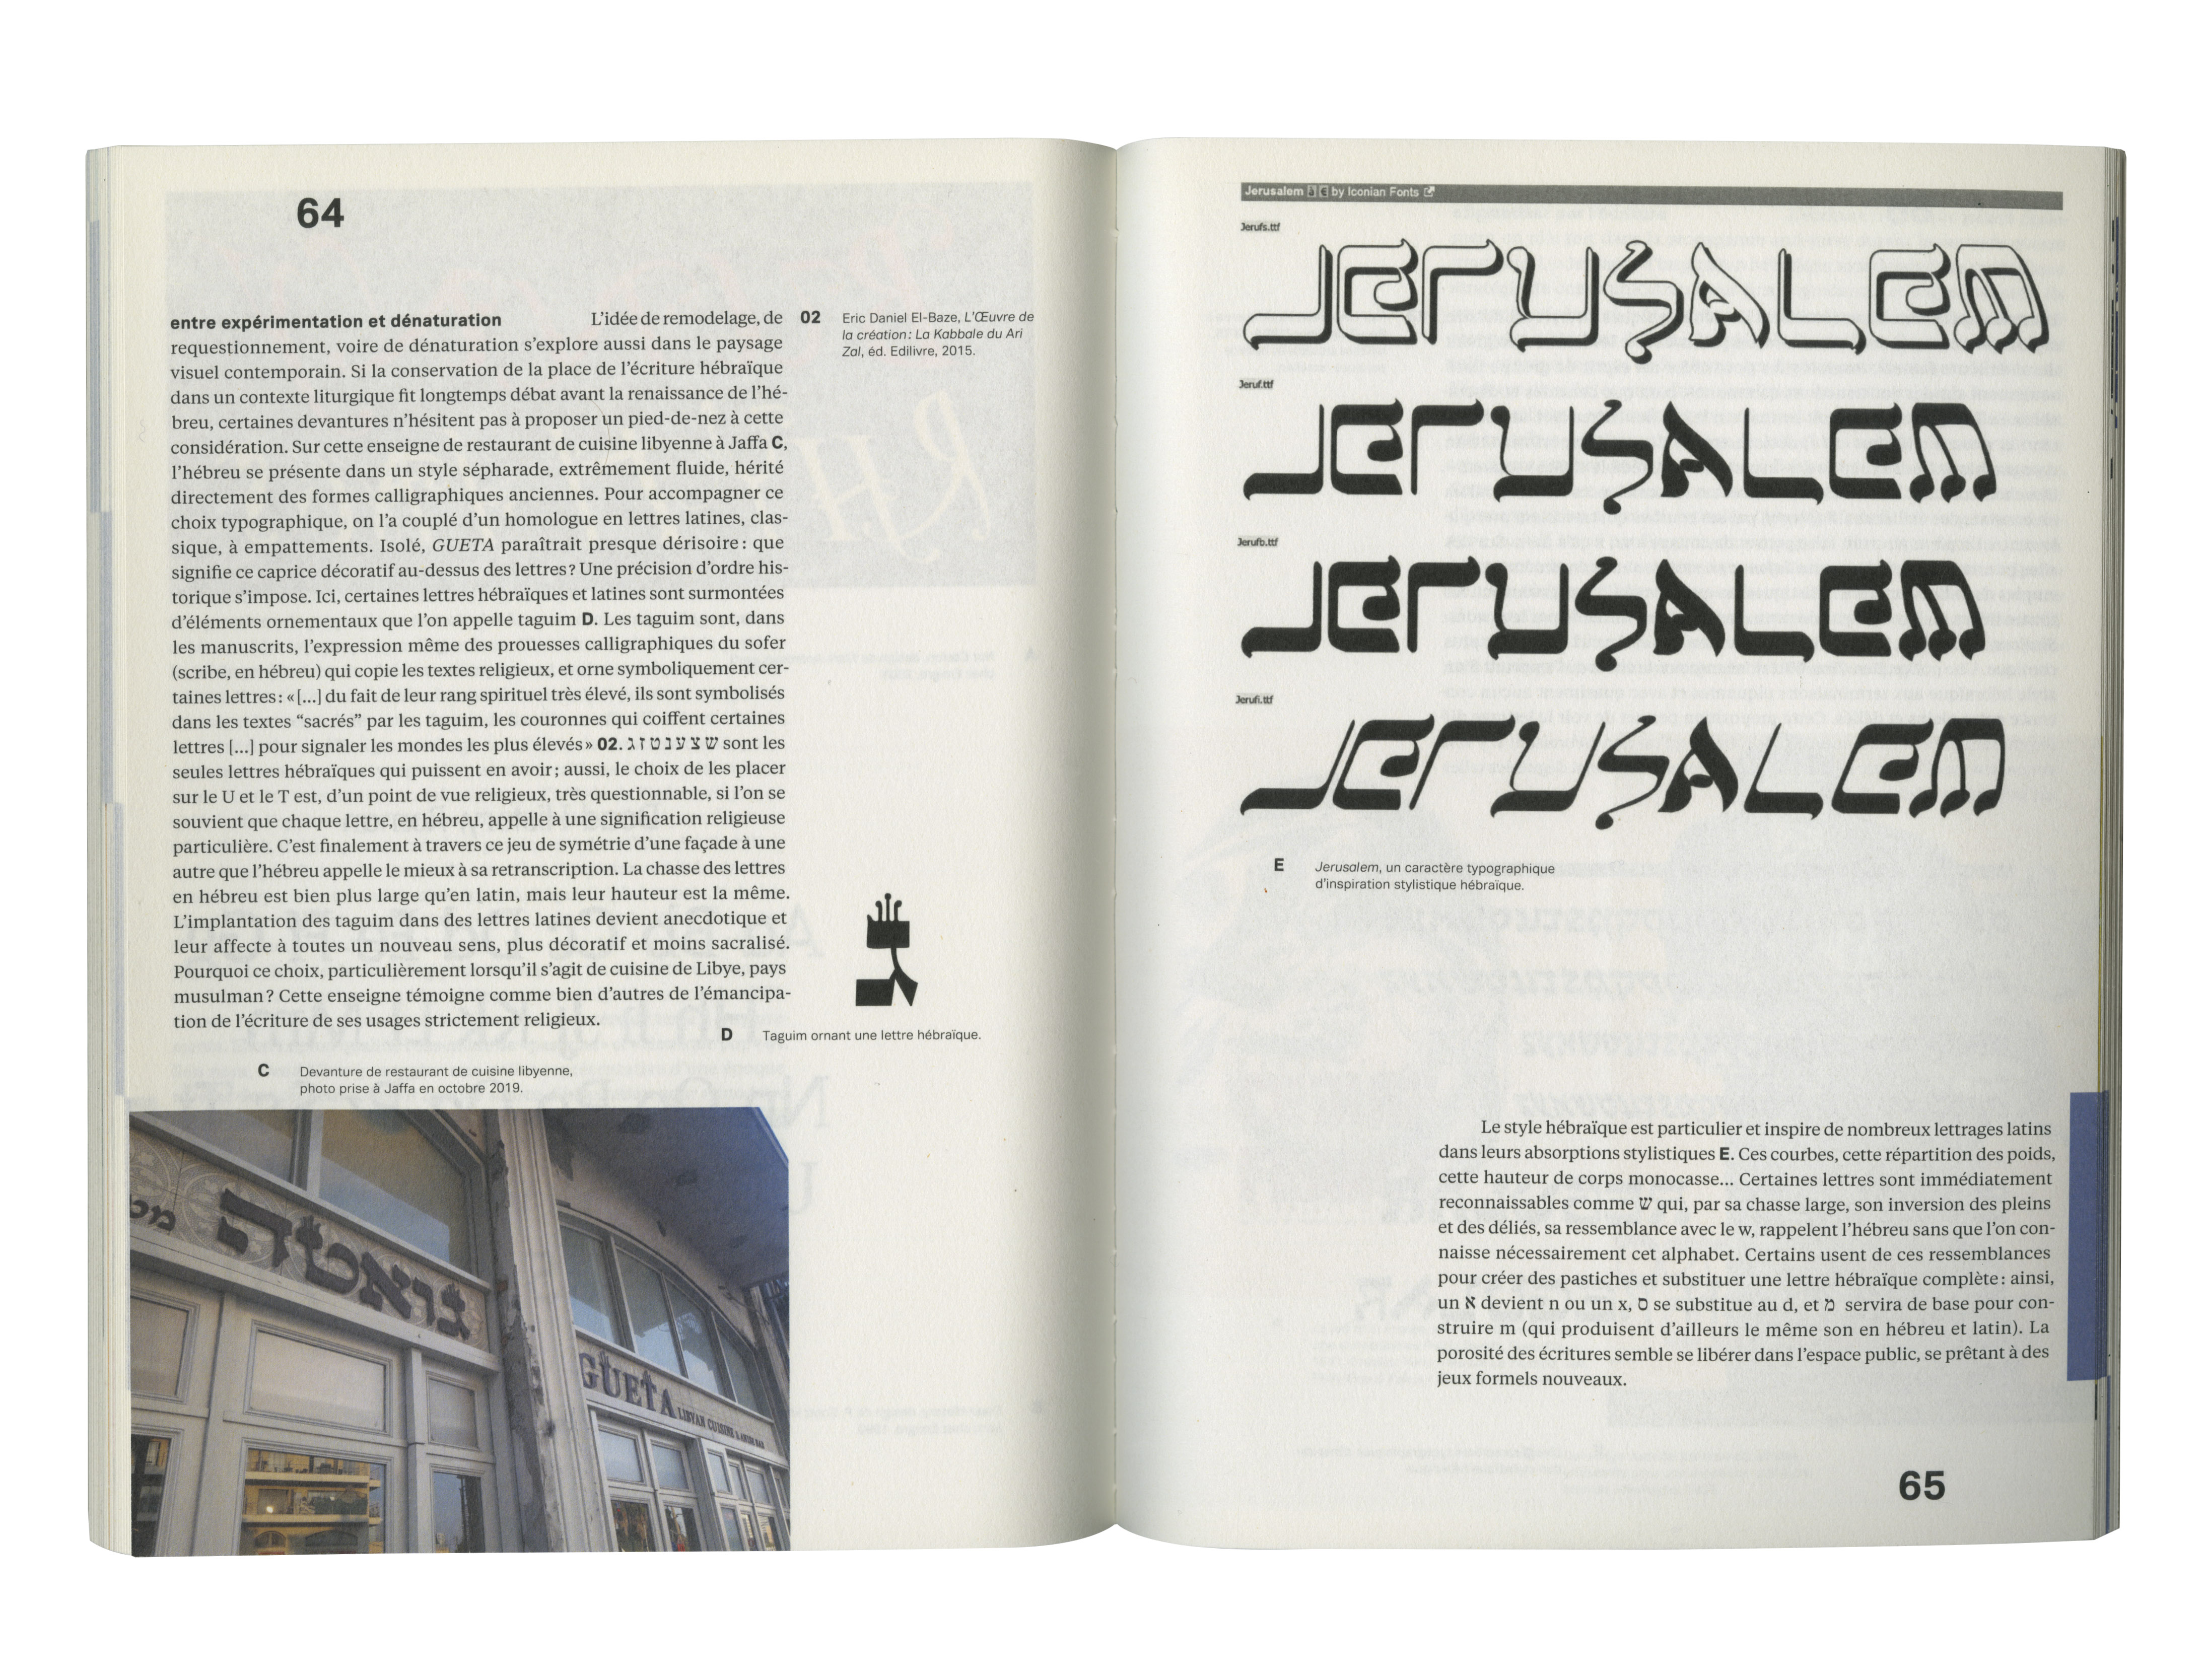 64
entre expérimentation et dénaturation L’idée de remodelage, de
requestionnement, voire de dénaturation s’explore aussi dans le paysage
visuel contemporain. Si la conservation de la place de l’écriture hébraïque
dans un contexte liturgique fit longtemps débat avant la renaissance de l’hé-
breu, certaines devantures n’hésitent pas à proposer un pied-de-nez à cette
considération. Sur cette enseigne de restaurant de cuisine libyenne à Jaffa C,
l’hébreu se présente dans un style sépharade, extrêmement fluide, hérité
directement des formes calligraphiques anciennes. Pour accompagner ce
choix typographique, on l’a couplé d’un homologue en lettres latines, clas-
sique, à empattements. Isolé, GUETA paraîtrait presque dérisoire : que
signifie ce caprice décoratif au-dessus des lettres ? Une précision d’ordre his-
torique s’impose. Ici, certaines lettres hébraïques et latines sont surmontées
d’éléments ornementaux que l’on appelle taguim D. Les taguim sont, dans
les manuscrits, l’expression même des prouesses calligraphiques du sofer
(scribe, en hébreu) qui copie les textes religieux, et orne symboliquement cer-
taines lettres : « [...] du fait de leur rang spirituel très élevé, ils sont symbolisés
dans les textes “sacrés” par les taguim, les couronnes qui coiffent certaines
lettres [...] pour signaler les mondes les plus élevés » 02. ש צ ע נ ט ז ג sont les
seules lettres hébraïques qui puissent en avoir ; aussi, le choix de les placer
sur le U et le T est, d’un point de vue religieux, très questionnable, si l’on se
souvient que chaque lettre, en hébreu, appelle à une signification religieuse
particulière. C’est finalement à travers ce jeu de symétrie d’une façade à une
autre que l’hébreu appelle le mieux à sa retranscription. La chasse des lettres
en hébreu est bien plus large qu’en latin, mais leur hauteur est la même.
L’implantation des taguim dans des lettres latines devient anecdotique et
leur affecte à toutes un nouveau sens, plus décoratif et moins sacralisé.
Pourquoi ce choix, particulièrement lorsqu’il s’agit de cuisine de Libye, pays
musulman ? Cette enseigne témoigne comme bien d’autres de l’émancipa-
tion de l’écriture de ses usages strictement religieux.
02 Eric Daniel El-Baze, L’Œuvre de
la création : La Kabbale du Ari
Zal, éd. Edilivre, 2015.
D Taguim ornant une lettre hébraïque.
C Devanture de restaurant de cuisine libyenne,
photo prise à Jaffa en octobre 2019.
גואטה
GUETA LIBYAN CUISINE &
Jerusalem by Iconian Fonts
Jerufs.ttf
JERUSALEM
Jeruf.ttf
JERUSALEM
Jerufb.ttf
JERUSALEM
Jerufi.ttf
JERUSALEM
E Jerusalem, un caractère typographique
d’inspiration stylistique hébraïque.
Le style hébraïque est particulier et inspire de nombreux lettrages latins
dans leurs absorptions stylistiques E. Ces courbes, cette répartition des poids,
cette hauteur de corps monocasse... Certaines lettres sont immédiatement
reconnaissables comme ש qui, par sa chasse large, son inversion des pleins
et des déliés, sa ressemblance avec le w, rappelent l’hébreu sans que l’on con-
naisse nécessairement cet alphabet. Certains usent de ces ressemblances
pour créer des pastiches et substituer une lettre hébraïque complète : ainsi,
un א devient n ou un x, ס se substitue au d, et מ servira de base pour con-
struire m (qui produisent d’ailleurs le même son en hébreu et latin). La
porosité des écritures semble se libérer dans l’espace public, se prêtant à des
jeux formels nouveaux.
65